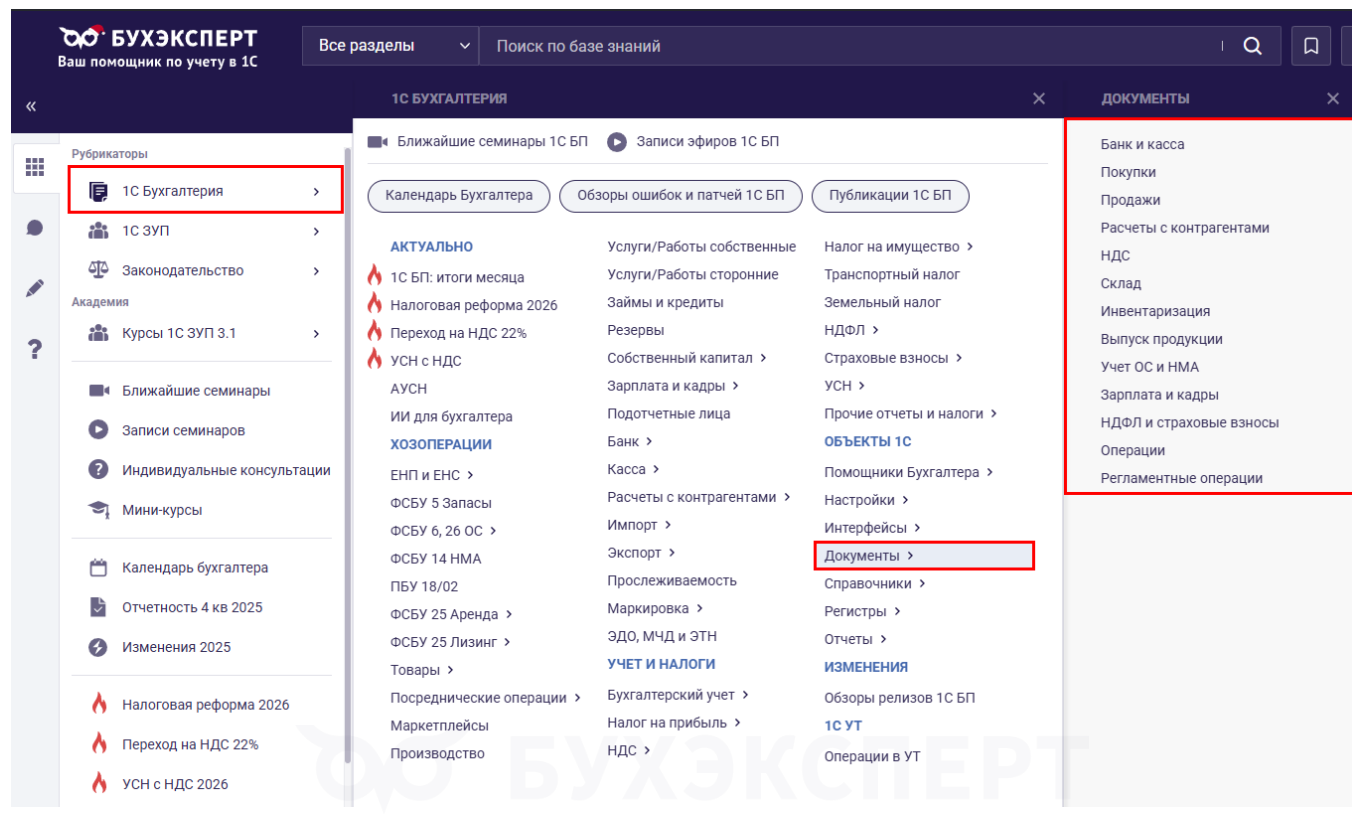 БУХЭКСПЕРТ
Ваш помощник по учету в 1С
Все разделы
Поиск по базе знаний
1С БУХГАЛТЕРИЯ
ДОКУМЕНТЫ
Рубрикаторы
1С Бухгалтерия
1С ЗУП
Законодательство
Академия
Курсы 1С ЗУП 3.1
Ближайшие семинары
Записи семинаров
Индивидуальные консультации
Мини-курсы
Календарь бухгалтера
Отчетность 4 кв 2025
Изменения 2025
Налоговая реформа 2026
Переход на НДС 22%
УСН с НДС 2026
Ближайшие семинары 1С БП
Записи эфиров 1С БП
Календарь Бухгалтера
Обзоры ошибок и патчей 1С БП
Публикации 1С БП
АКТУАЛЬНО
1С БП: итоги месяца
Налоговая реформа 2026
Переход на НДС 22%
УСН с НДС
АУСН
ИИ для бухгалтера
ХОЗОПЕРАЦИИ
ЕНП и ЕНС
ФСБУ 5 Запасы
ФСБУ 6, 26 ОС
ФСБУ 14 НМА
ПБУ 18/02
ФСБУ 25 Аренда
ФСБУ 25 Лизинг
Товары
Посреднические операции
Маркетплейсы
Производство
Услуги/Работы собственные
Услуги/Работы сторонние
Займы и кредиты
Резервы
Собственный капитал
Зарплата и кадры
Подотчетные лица
Банк
Касса
Расчеты с контрагентами
Импорт
Экспорт
Прослеживаемость
Маркировка
ЭДО, МЧД и ЭТН
УЧЕТ И НАЛОГИ
Бухгалтерский учет
Налог на прибыль
НДС
Налог на имущество
Транспортный налог
Земельный налог
НДФЛ
Страховые взносы
УСН
Прочие отчеты и налоги
ОБЪЕКТЫ 1С
Помощники Бухгалтера
Настройки
Интерфейсы
Документы
Справочники
Регистры
Отчеты
ИЗМЕНЕНИЯ
Обзоры релизов 1С БП
1С УТ
Операции в УТ
Банк и касса
Покупки
Продажи
Расчеты с контрагентами
НДС
Склад
Инвентаризация
Выпуск продукции
Учет ОС и НМА
Зарплата и кадры
НДФЛ и страховые взносы
Операции
Регламентные операции
БУХЭКСПЕРТ